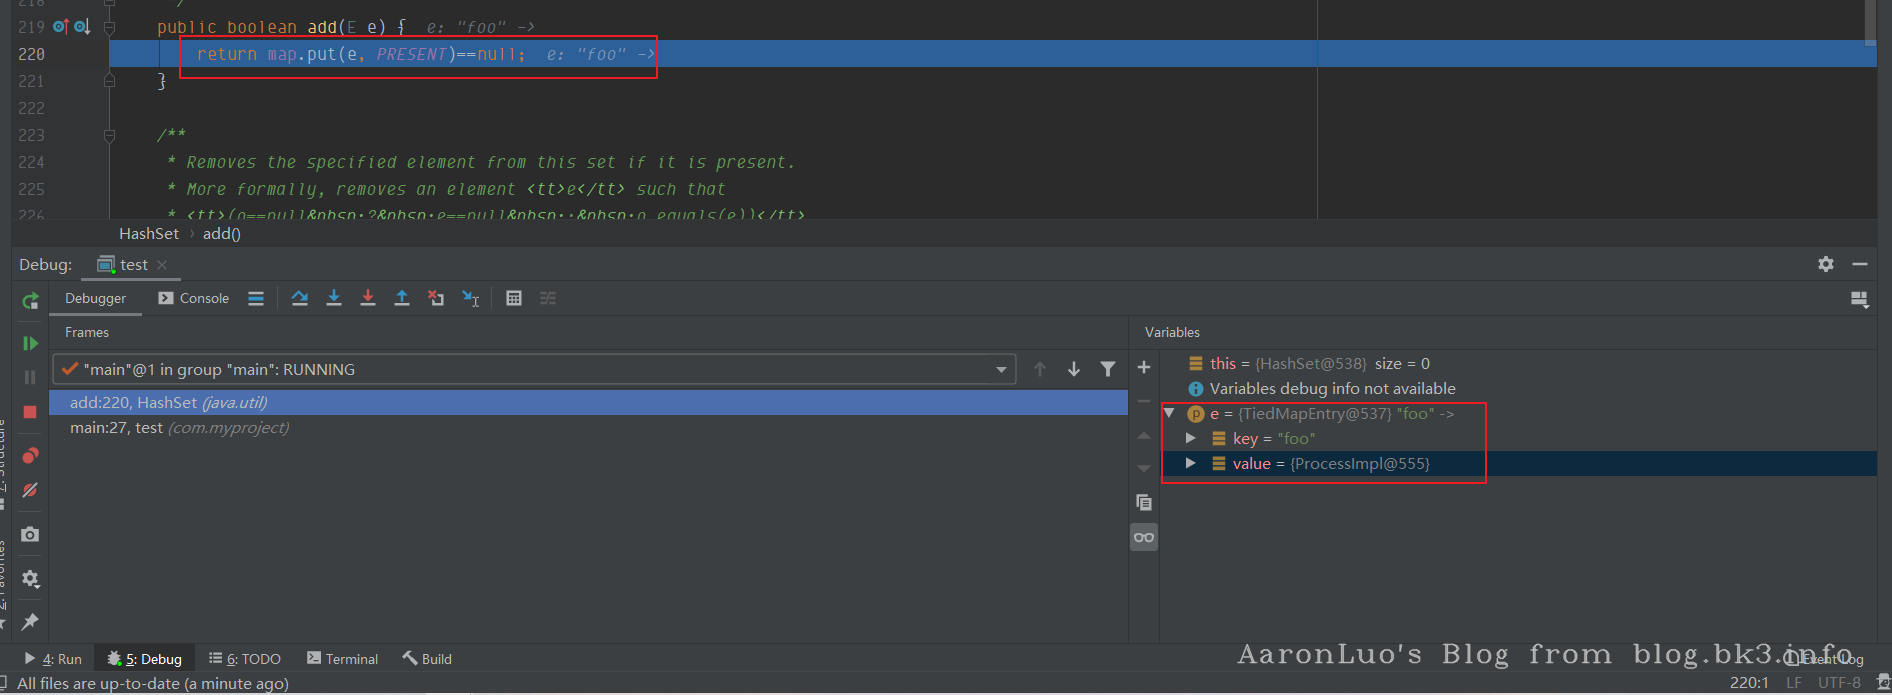 219 public boolean add(E e) { e: "foo" ->
220 return map.put(e, PRESENT)==null; e: "foo" ->
221 }
222
223 /**
224 * Removes the specified element from this set if it is present.
225 * More formally, removes an element <tt>e</tt> such that
226 * <tt>(o==null&nbsp;?&nbsp;e==null&nbsp;:&nbsp;o.equals(e))</tt>
HashSet › add()
Debug: test
Debugger Console
Frames
Variables
"main"@1 in group "main": RUNNING
add:220, HashSet (java.util)
main:27, test (com.myproject)
this = {HashSet@538} size = 0
Variables debug info not available
e = {TiedMapEntry@537} "foo" ->
key = "foo"
value = {ProcessImpl@555}
Z: Structure
2: Favorites
4: Run 5: Debug 6: TODO Terminal Build
Event Log
AaronLuo's Blog from blog.bk3.info
All files are up-to-date (a minute ago)
220:1 LF UTF-8